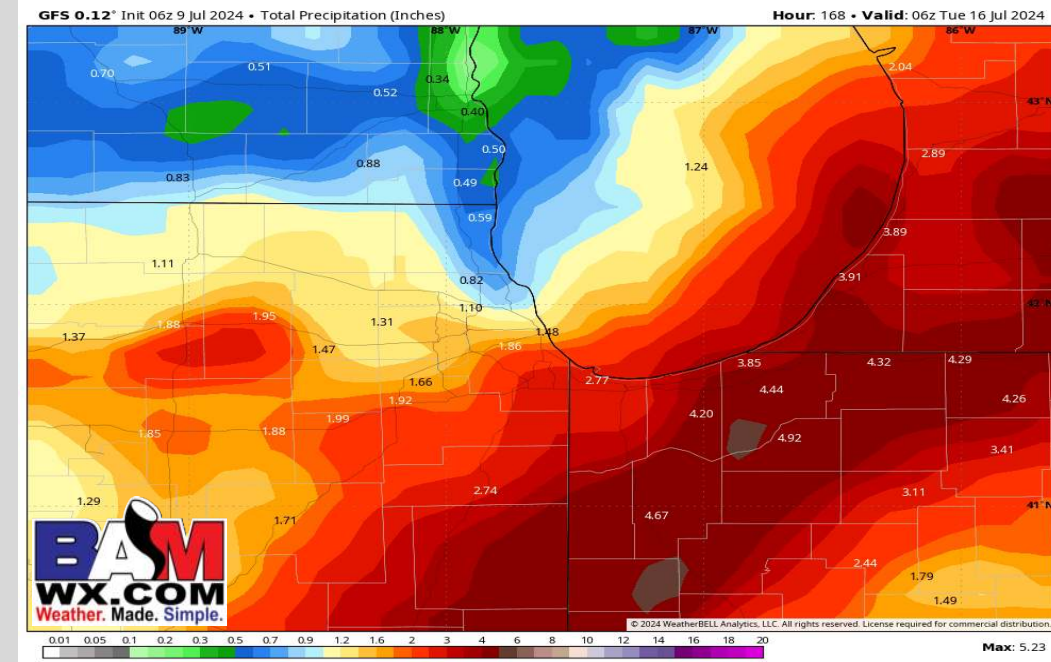 GFS 0.12° Init 06z 9 Jul 2024 • Total Precipitation (Inches)
Hour: 168 • Valid: 06z Tue 16 Jul 2024
89°W 88°W 87°W 86°W
0.70 0.51 0.34 2.04
0.52
0.40 43°N
0.50 2.89
0.83 0.88 1.24
0.49
0.59 3.89
1.11
0.82 3.91
1.10
1.37 1.88 1.95 1.31 1.48
1.47 1.86
3.85 4.32 4.29
1.66 2.77 4.44
1.92 4.20 4.26
1.85 1.88 1.99 4.92
3.41
1.29 2.74 3.11
1.71 4.67 41°N
2.44
1.79
1.49
BAM
WX.COM
Weather. Made. Simple.
© 2024 WeatherBELL Analytics, LLC. All rights reserved. License required for commercial distribution.
0.01 0.05 0.1 0.2 0.3 0.5 0.7 0.9 1.2 1.6 2 3 4 6 8 10 12 14 16 18 20
Max: 5.23